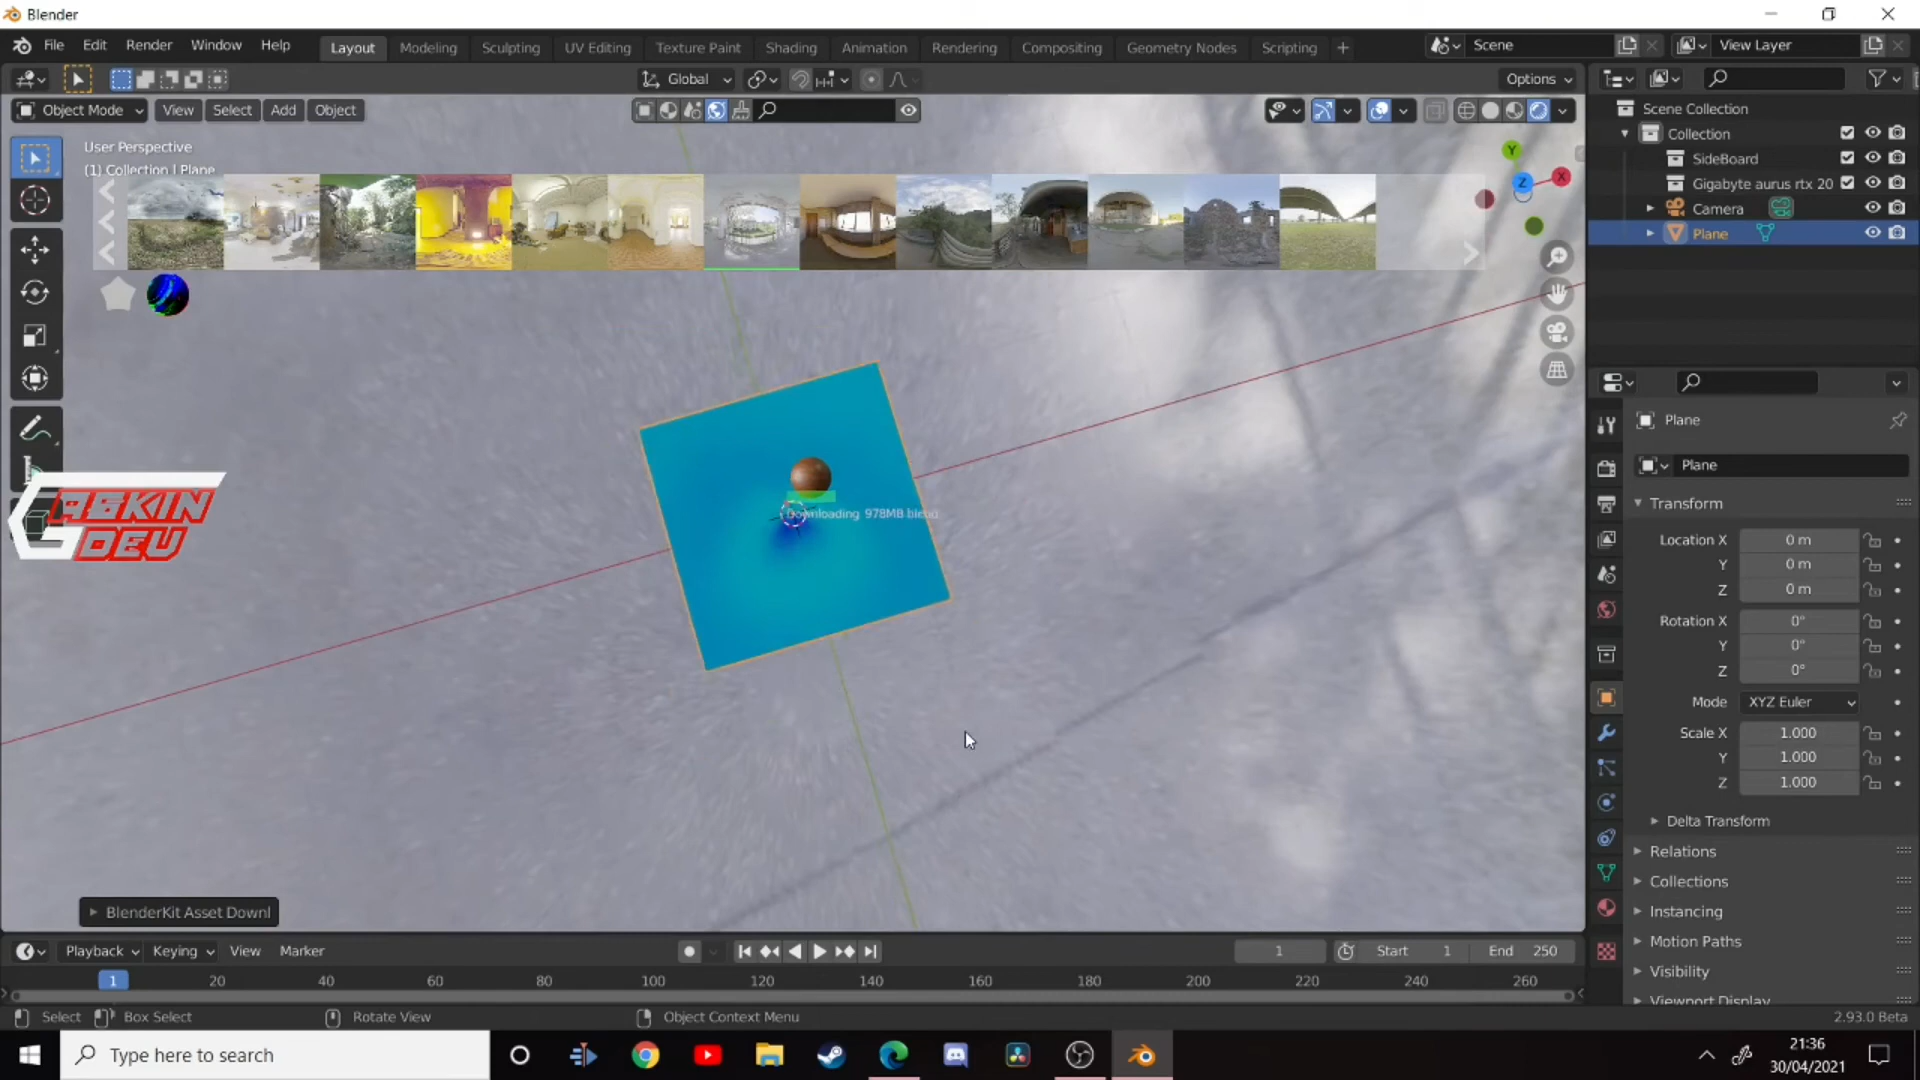 Blender
File Edit Render Window Help
Layout Modeling Sculpting UV Editing Texture Paint Shading Animation Rendering Compositing Geometry Nodes Scripting +
Scene
View Layer
Global
Options
Object Mode View Select Add Object
User Perspective
(1) Collection | Plane
Y
X
Z
Scene Collection
Collection
SideBoard
Gigabyte aurus rtx 20
Camera
Plane
Downloading 978MB blend
GASKIN
DEV
Plane
Plane
Transform
Location X 0 m
Y 0 m
Z 0 m
Rotation X 0°
Y 0°
Z 0°
Mode XYZ Euler
Scale X 1.000
Y 1.000
Z 1.000
Delta Transform
Relations
Collections
Instancing
Motion Paths
Visibility
Viewport Display
BlenderKit Asset Downl
Playback Keying View Marker
1 Start 1 End 250
1 20 40 60 80 100 120 140 160 180 200 220 240 260
Select Box Select Rotate View Object Context Menu
2.93.0 Beta
Type here to search
21:36
30/04/2021